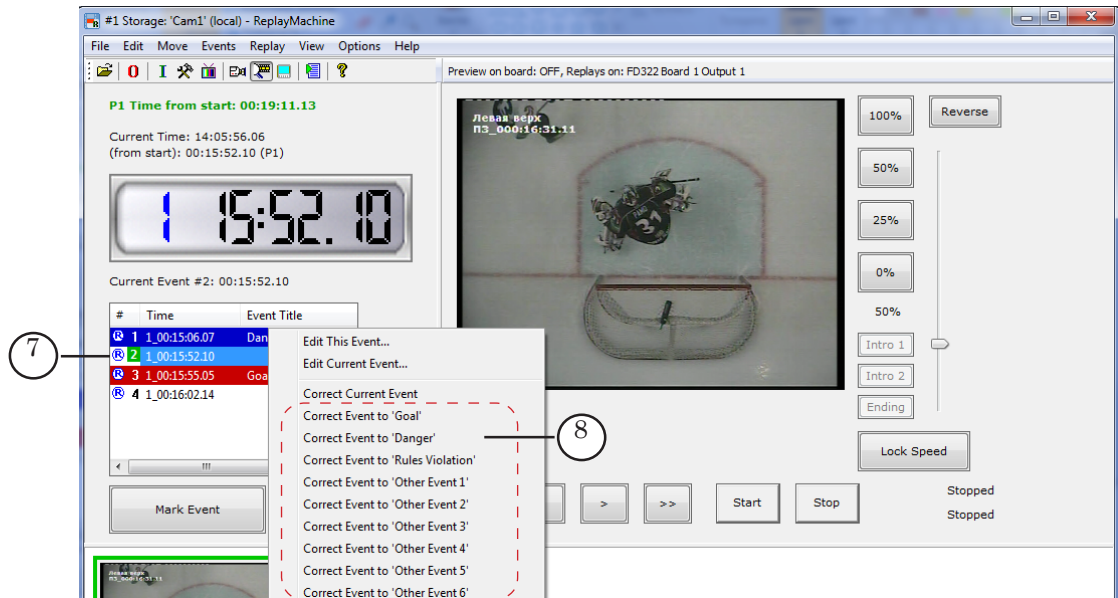 #1 Storage: 'Cam1' (local) - ReplayMachine
File Edit Move Events Replay View Options Help
Preview on board: OFF, Replays on: FD322 Board 1 Output 1
P1 Time from start: 00:19:11.13
Current Time: 14:05:56.06
(from start): 00:15:52.10 (P1)
1 15:52. 10
Current Event #2: 00:15:52.10
# Time Event Title
R 1 1_00:15:06.07 Dan
R 2 1_00:15:52.10
R 3 1_00:15:55.05 Goa
R 4 1_00:16:02.14
7
Edit This Event...
Edit Current Event...
Correct Current Event
Correct Event to 'Goal'
Correct Event to 'Danger'
Correct Event to 'Rules Violation'
Correct Event to 'Other Event 1'
Correct Event to 'Other Event 2'
Correct Event to 'Other Event 3'
Correct Event to 'Other Event 4'
Correct Event to 'Other Event 5'
Correct Event to 'Other Event 6'
8
Mark Event
Левая верх
П3_000:16:31.11
31
100%
Reverse
50%
25%
0%
50%
Intro 1
Intro 2
Ending
Lock Speed
> >> Start Stop
Stopped
Stopped
Левая верх
П3_000:16:31.11